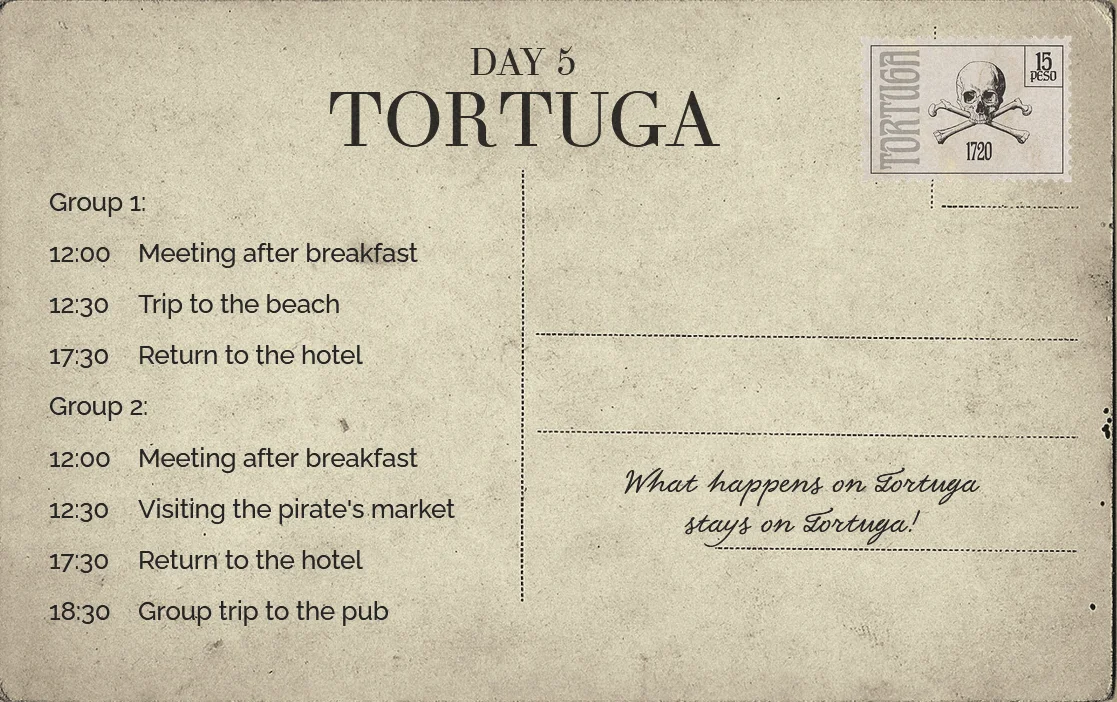 DAY 5
TORTUGA
TORTUGA
15
PESO
1720
Group 1:
12:00 Meeting after breakfast
12:30 Trip to the beach
17:30 Return to the hotel
Group 2:
12:00 Meeting after breakfast
12:30 Visiting the pirate's market
17:30 Return to the hotel
18:30 Group trip to the pub
What happens on Tortuga
stays on Tortuga!